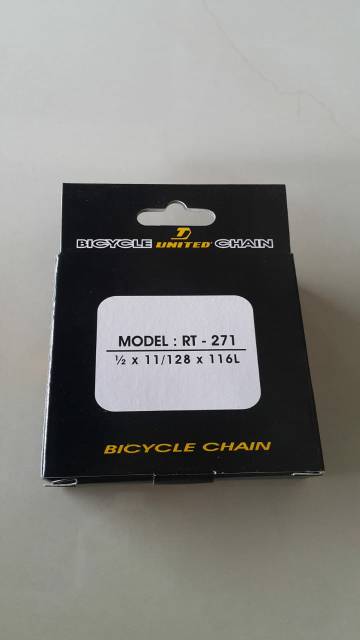 BICYCLE UNITED® CHAIN
MODEL : RT - 271
½ x 11/128 x 116L
BICYCLE CHAIN